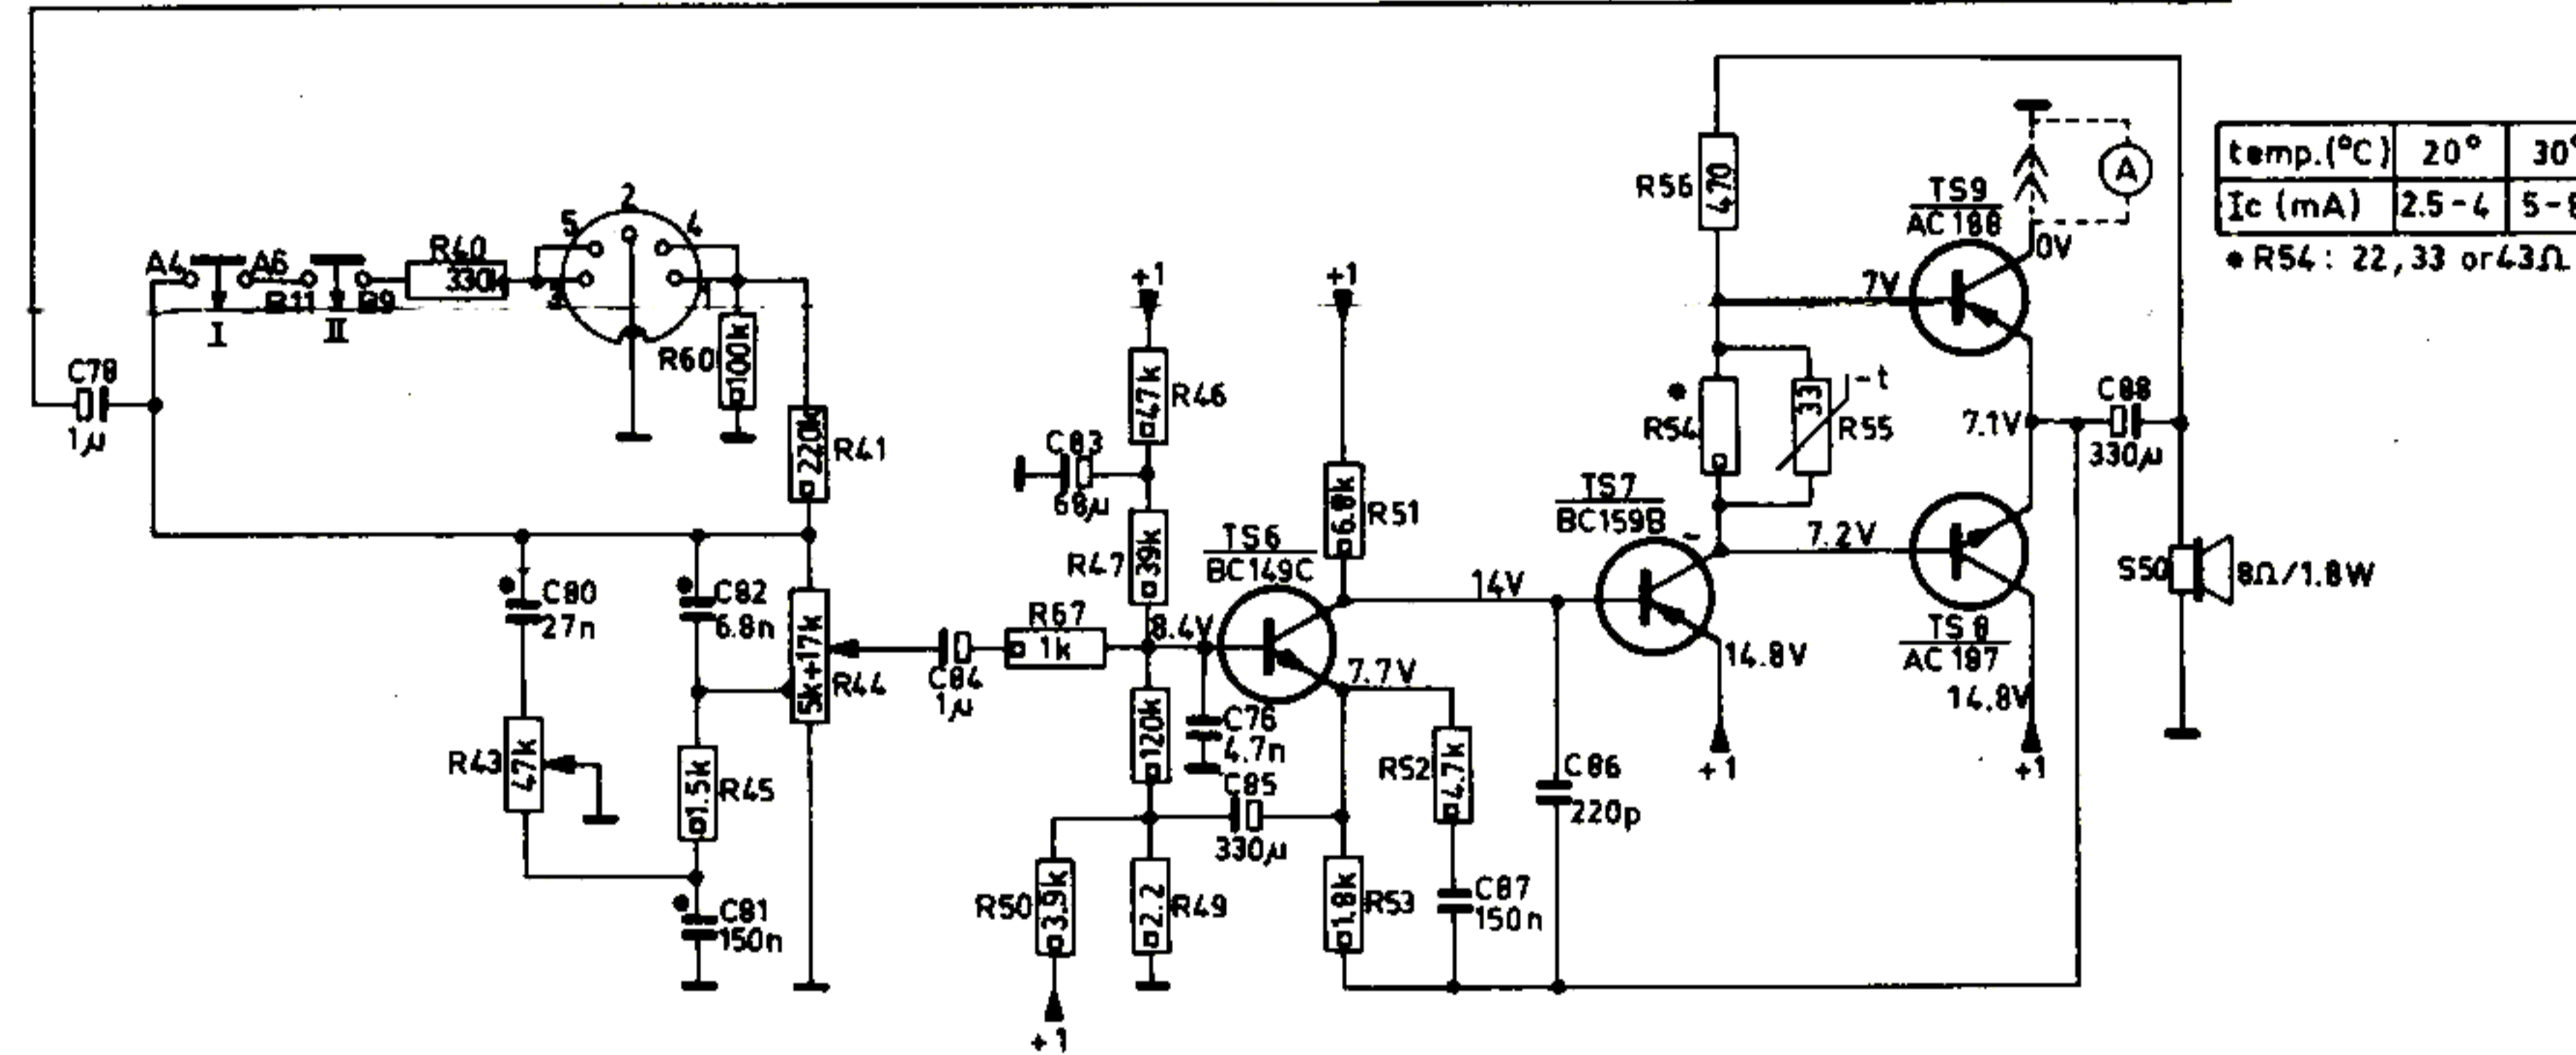 A4
A6
B11
B9
I
II
R40
330k
5
2
4
3
1
R60
100k
C78
1µ
220k
R41
+1
+1
47k
R46
C83
68µ
6.8k
R51
39k
R47
TS6
BC149C
C80
27n
C82
6.8n
5k+17k
R44
C84
1µ
R67
1k
8.4V
14V
7.7V
120k
C76
4.7n
R43
47k
1.5k
R45
C85
330µ
R52
4.7k
C86
220p
C81
150n
R50
3.9k
2.2
R49
1.8k
R53
C87
150n
+1
R56
470
TS9
AC188
A
0V
7V
temp.(°C) 20° 30°
Ic (mA) 2.5-4 5-
• R54: 22,33 or 43Ω
R54
33
-t
R55
7.1V
C88
330µ
TS7
BC159B
-
7.2V
14.8V
TS8
AC187
14.8V
S50
8Ω/1.8W
+1
+1